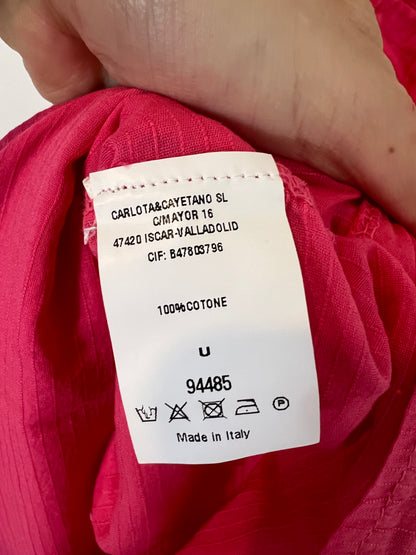 CARLOTA&CAYETANO SL
C/MAYOR 16
47420 ISCAR-VALLADOLID
CIF: B47803796
100%COTONE
U
94485
P
Made in Italy